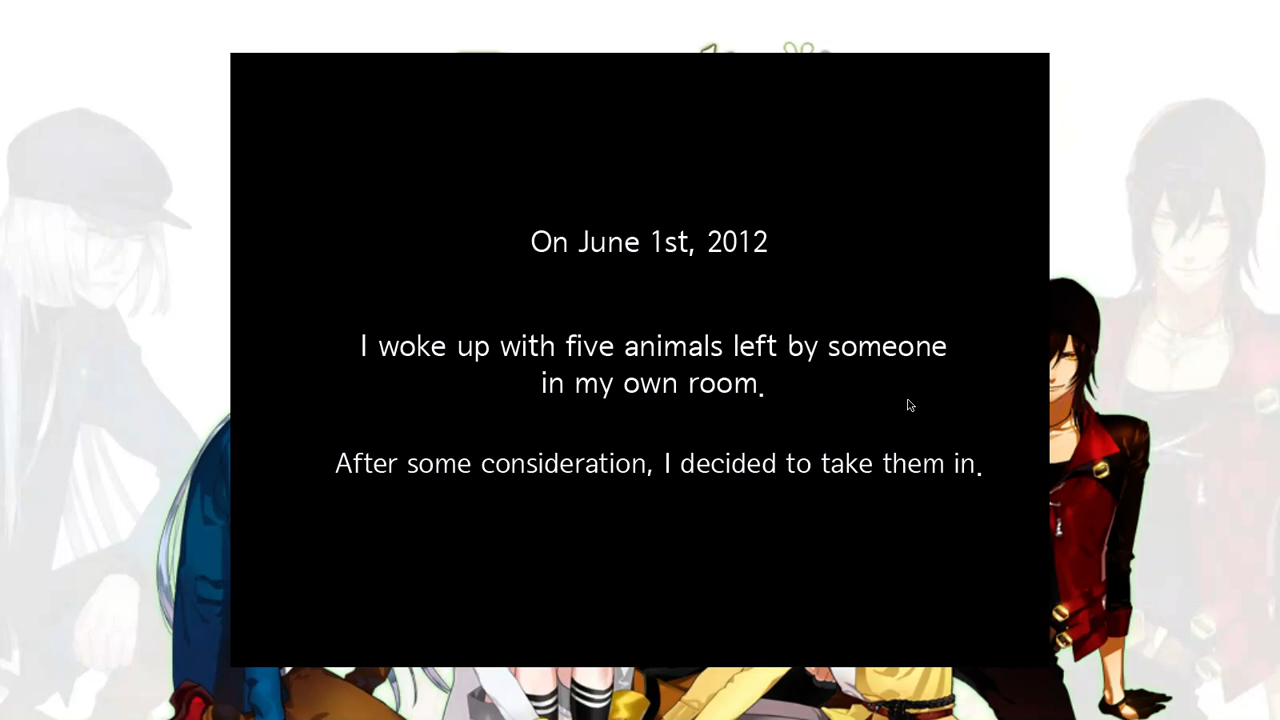 On June 1st, 2012
I woke up with five animals left by someone
in my own room.
After some consideration, I decided to take them in.